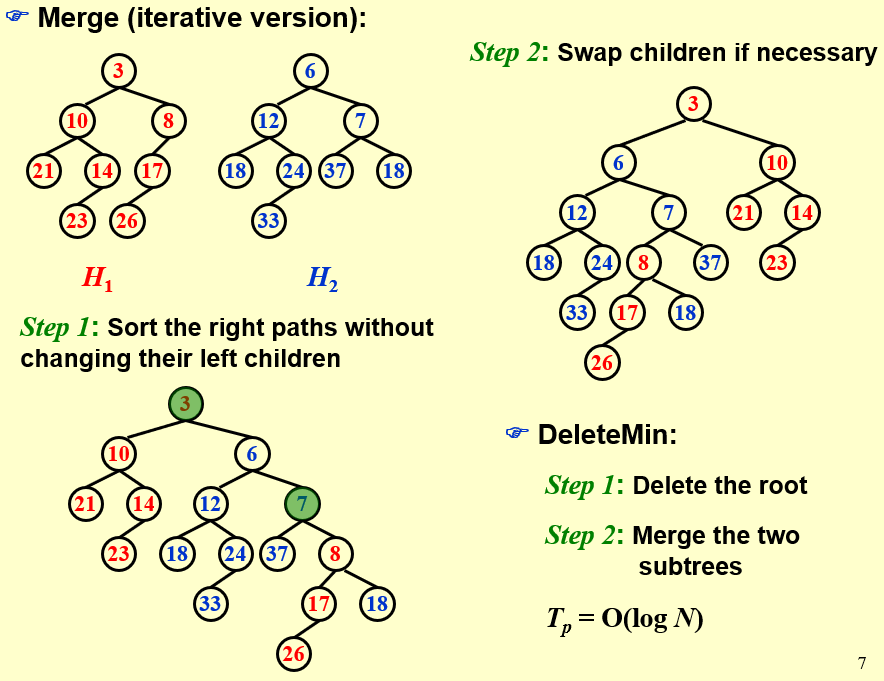 ☞ Merge (iterative version):
3
10 8
21 14 17
23 26
H1
6
12 7
18 24 37 18
33
H2
Step 1: Sort the right paths without
changing their left children
3
10 6
21 14 12 7
23 18 24 37 8
33 17 18
26
Step 2: Swap children if necessary
3
6 10
12 7 21 14
18 24 8 37 23
33 17 18
26
☞ DeleteMin:
Step 1: Delete the root
Step 2: Merge the two
subtrees
Tp = O(log N)
7